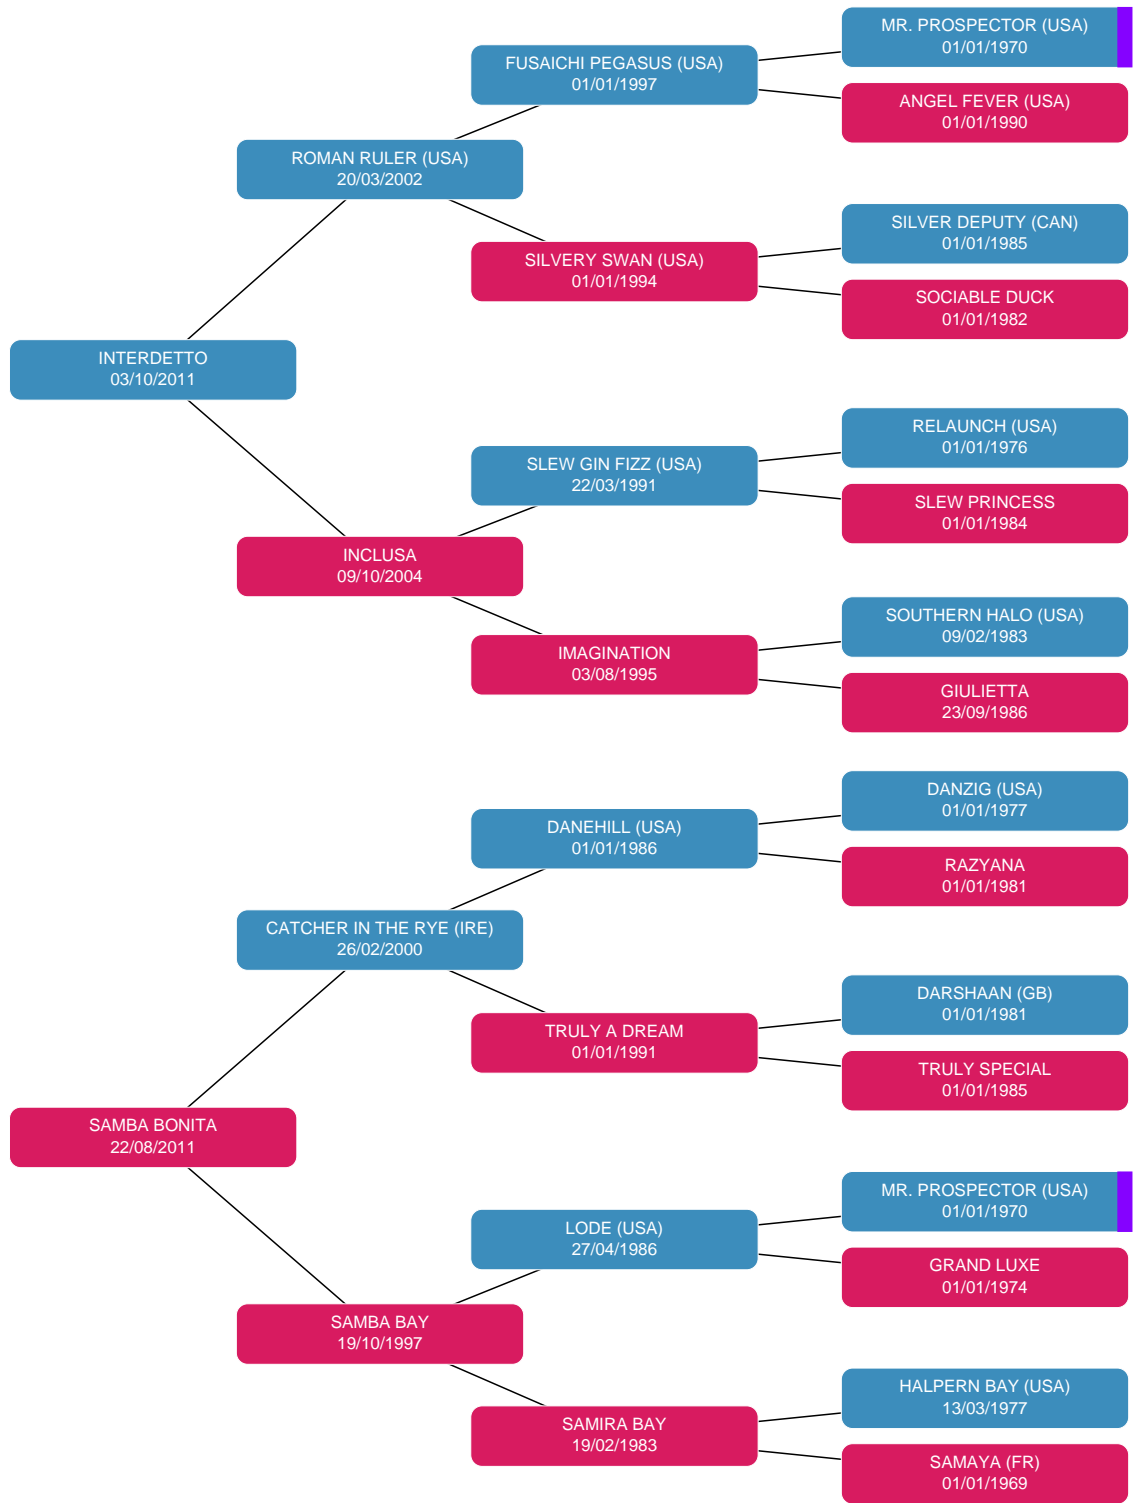 MR. PROSPECTOR (USA)
01/01/1970
FUSAICHI PEGASUS (USA)
01/01/1997
ANGEL FEVER (USA)
01/01/1990
ROMAN RULER (USA)
20/03/2002
SILVER DEPUTY (CAN)
01/01/1985
SILVERY SWAN (USA)
01/01/1994
SOCIABLE DUCK
01/01/1982
INTERDETTO
03/10/2011
RELAUNCH (USA)
01/01/1976
SLEW GIN FIZZ (USA)
22/03/1991
SLEW PRINCESS
01/01/1984
INCLUSA
09/10/2004
SOUTHERN HALO (USA)
09/02/1983
IMAGINATION
03/08/1995
GIULIETTA
23/09/1986
DANZIG (USA)
01/01/1977
DANEHILL (USA)
01/01/1986
RAZYANA
01/01/1981
CATCHER IN THE RYE (IRE)
26/02/2000
DARSHAAN (GB)
01/01/1981
TRULY A DREAM
01/01/1991
TRULY SPECIAL
01/01/1985
SAMBA BONITA
22/08/2011
MR. PROSPECTOR (USA)
01/01/1970
LODE (USA)
27/04/1986
GRAND LUXE
01/01/1974
SAMBA BAY
19/10/1997
HALPERN BAY (USA)
13/03/1977
SAMIRA BAY
19/02/1983
SAMAYA (FR)
01/01/1969